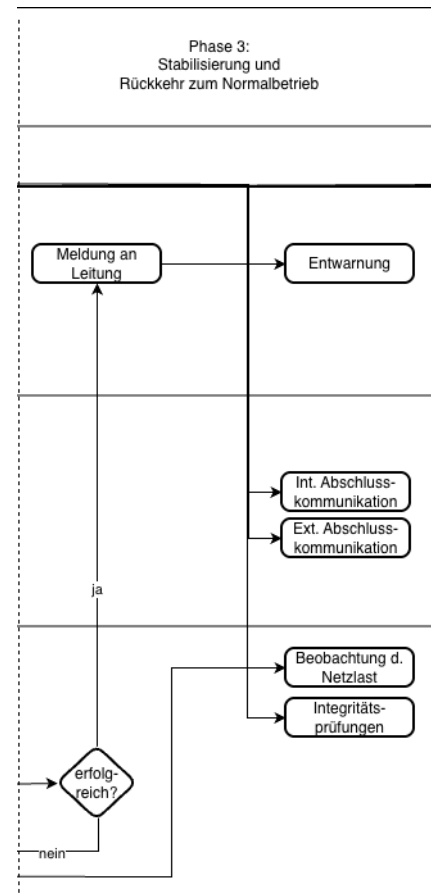 Phase 3:
Stabilisierung und
Rückkehr zum Normalbetrieb
Meldung an
Leitung
Entwarnung
Int. Abschluss-
kommunikation
Ext. Abschluss-
kommunikation
ja
Beobachtung d.
Netzlast
Integritäts-
prüfungen
erfolg-
reich?
nein